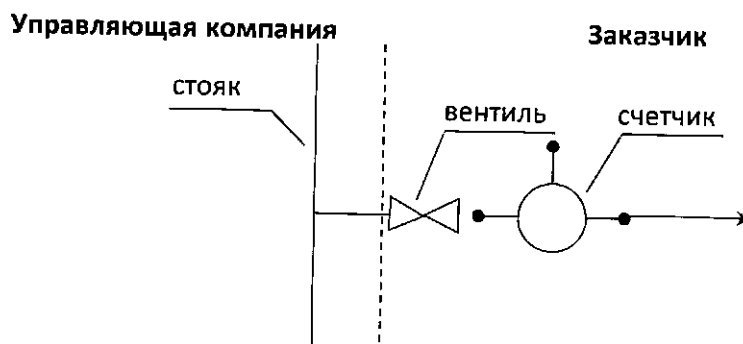 Управляющая компания
Заказчик
стояк
вентиль
счетчик